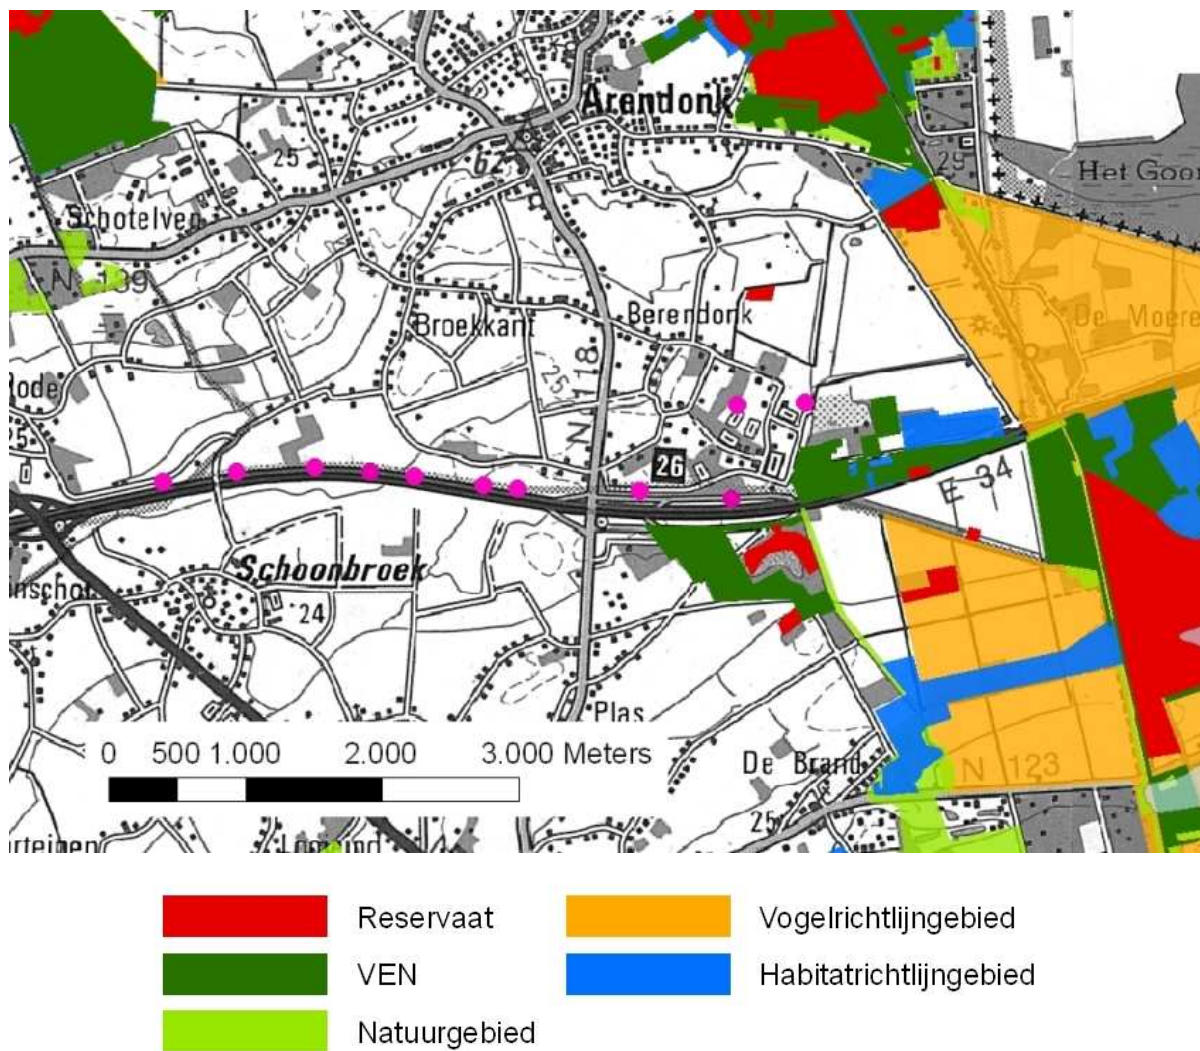 Arendonk
62
25
29
Het Goor
Schotelven
N 139
De Moere
Broekkant
Berendonk
25
N 118
Rode
25
26
E 34
Schoonbroek
24
Plas
0 500 1.000 2.000 3.000 Meters
De Brand
N 123
25
Reservaat
Vogelrichtlijngebied
VEN
Habitatrichtlijngebied
Natuurgebied